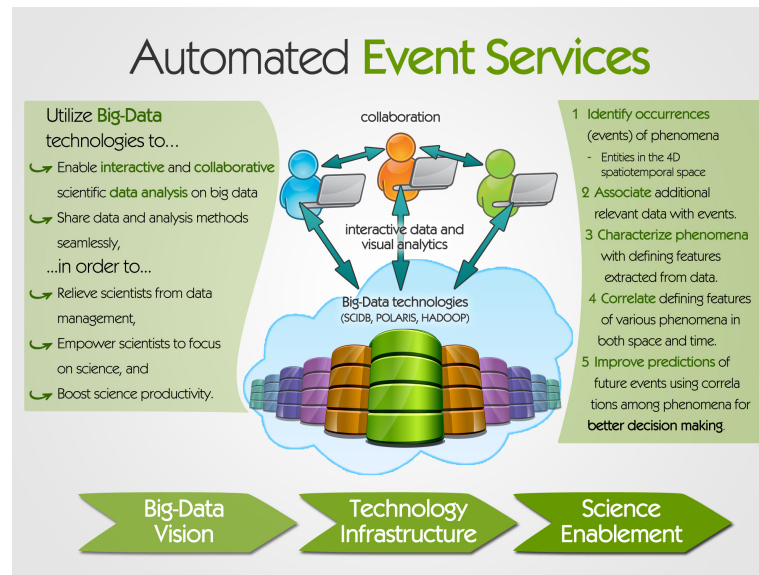 Automated Event Services
Utilize Big-Data
technologies to...
Enable interactive and collaborative
scientific data analysis on big data
Share data and analysis methods
seamlessly,
...in order to...
Relieve scientists from data
management,
Empower scientists to focus
on science, and
Boost science productivity.
collaboration
interactive data and
visual analytics
Big-Data technologies
(SCIDB, POLARIS, HADOOP)
1 Identify occurrences
(events) of phenomena
- Entities in the 4D
spatiotemporal space
2 Associate additional
relevant data with events.
3 Characterize phenomena
with defining features
extracted from data.
4 Correlate defining features
of various phenomena in
both space and time.
5 Improve predictions of
future events using correla
tions among phenomena for
better decision making.
Big-Data
Vision
Technology
Infrastructure
Science
Enablement